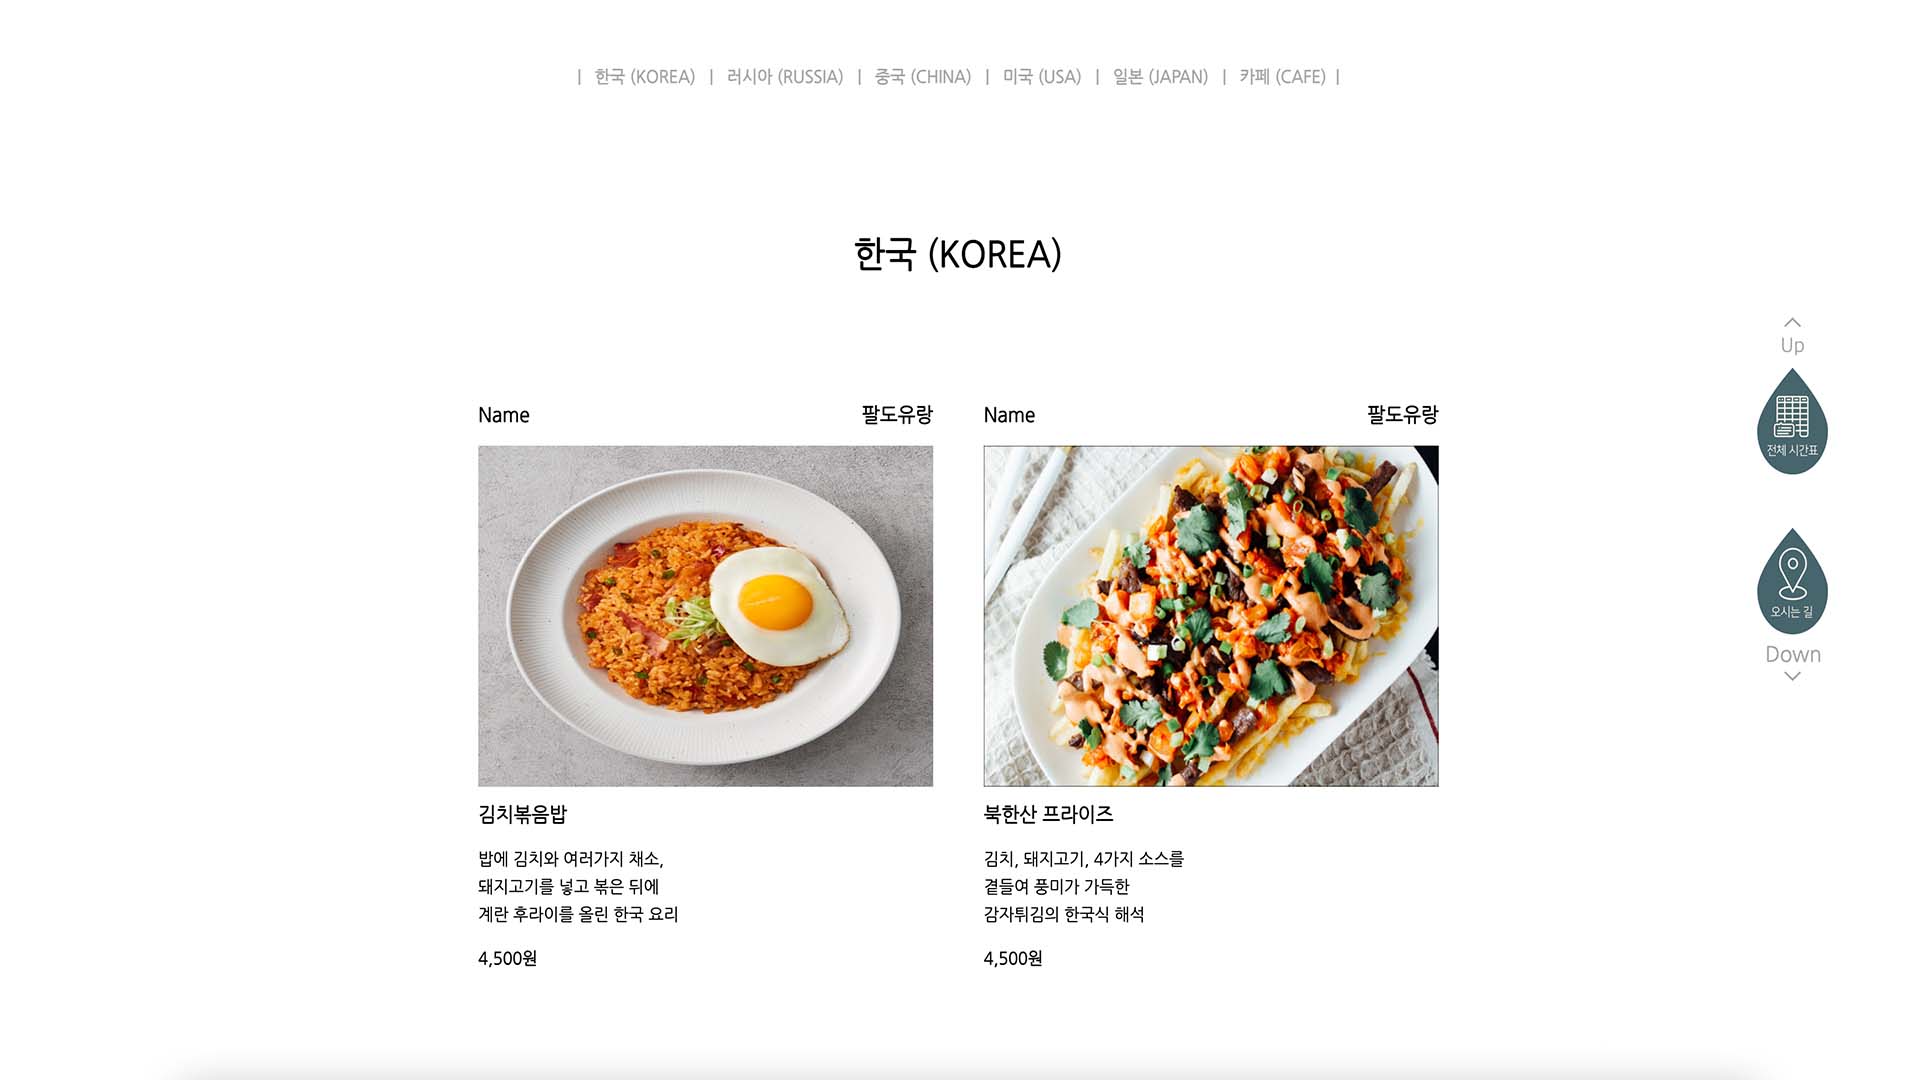 | 한국 (KOREA) | 러시아 (RUSSIA) | 중국 (CHINA) | 미국 (USA) | 일본 (JAPAN) | 카페 (CAFE) |
한국 (KOREA)
Up
전체 시간표
오시는 길
Down
Name 팔도유랑
김치볶음밥
밥에 김치와 여러가지 채소,
돼지고기를 넣고 볶은 뒤에
계란 후라이를 올린 한국 요리
4,500원
Name 팔도유랑
북한산 프라이즈
김치, 돼지고기, 4가지 소스를
곁들여 풍미가 가득한
감자튀김의 한국식 해석
4,500원